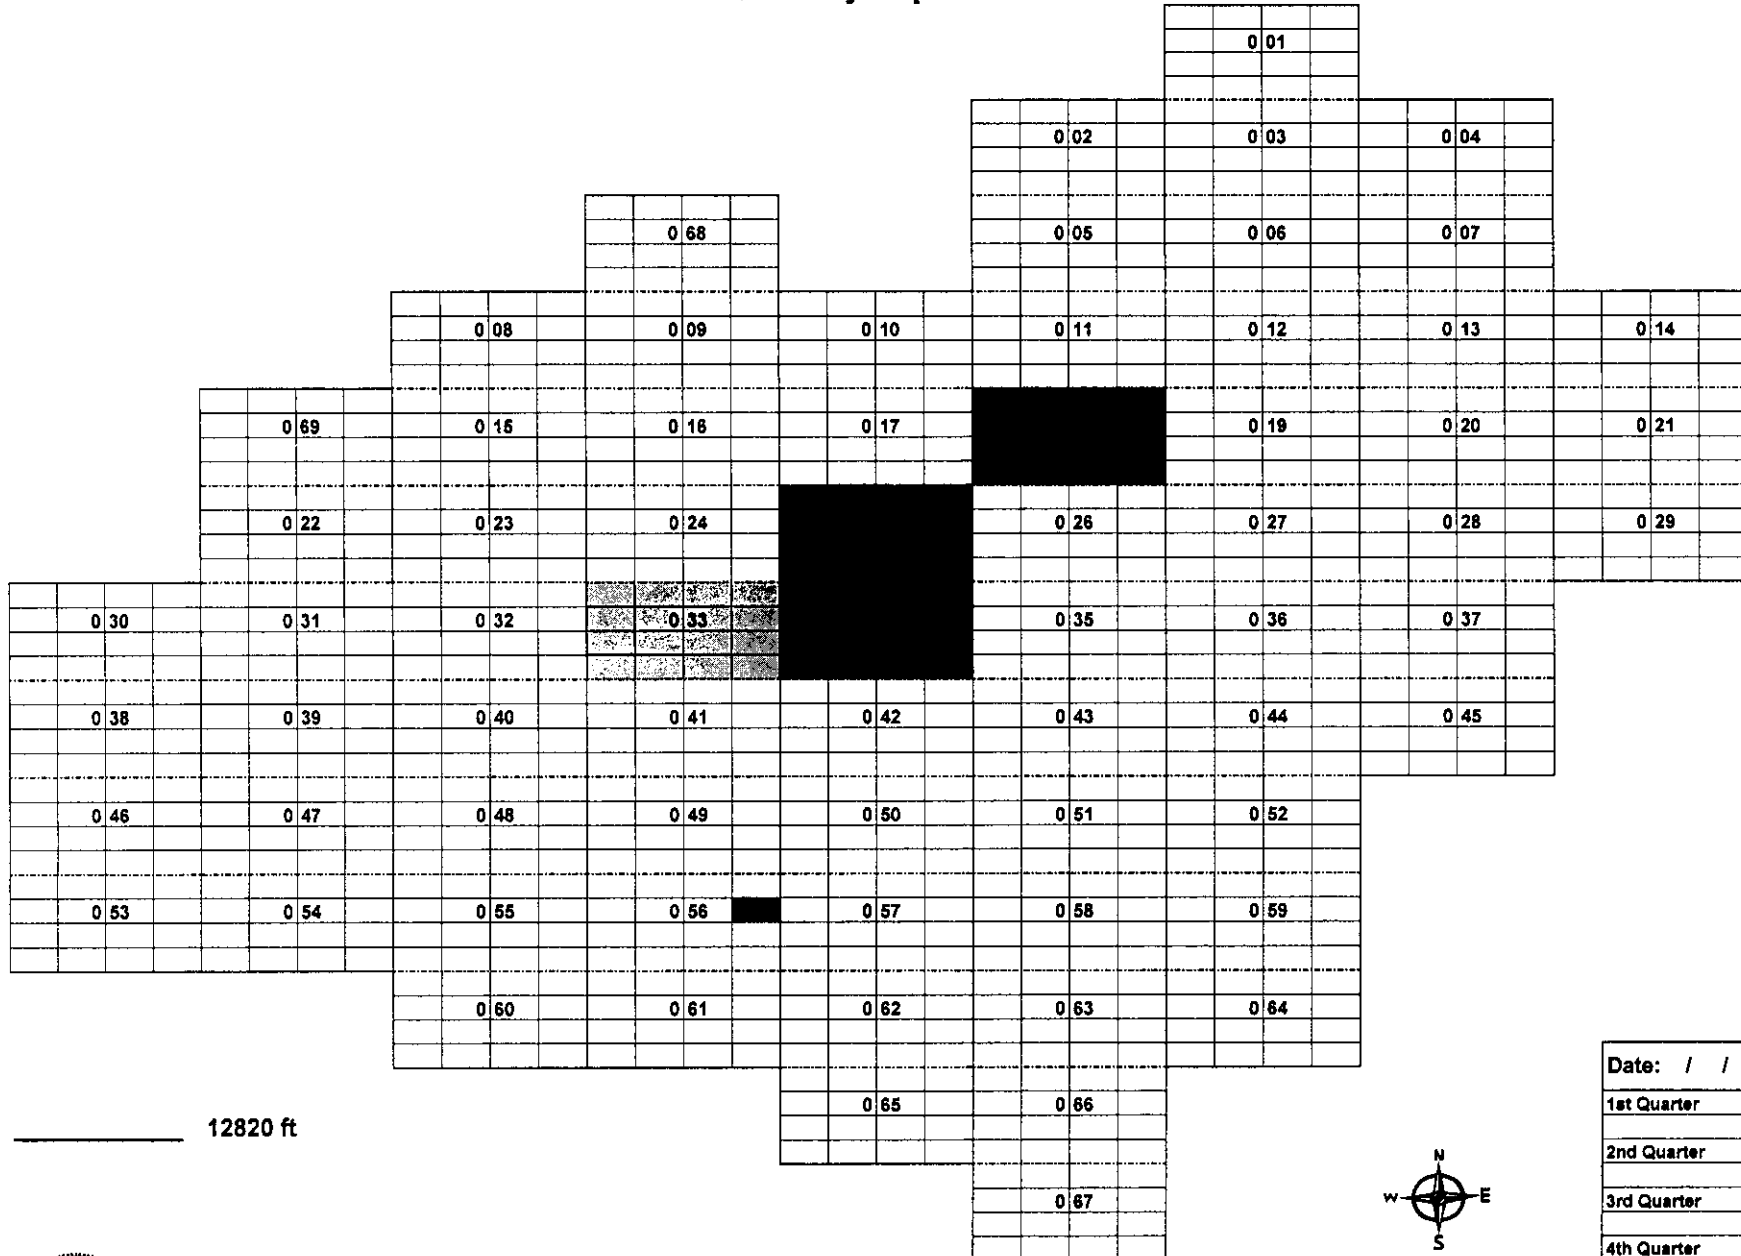 0 01
0 02 0 03 0 04
0 68 0 05 0 06 0 07
0 08 0 09 0 10 0 11 0 12 0 13 0 14
0 69 0 15 0 16 0 17 0 19 0 20 0 21
0 22 0 23 0 24 0 26 0 27 0 28 0 29
0 30 0 31 0 32 0 33 0 35 0 36 0 37
0 38 0 39 0 40 0 41 0 42 0 43 0 44 0 45
0 46 0 47 0 48 0 49 0 50 0 51 0 52
0 53 0 54 0 55 0 56 0 57 0 58 0 59
0 60 0 61 0 62 0 63 0 64
0 65 0 66
0 67
12820 ft
N
W E
S
Date: / /
1st Quarter
2nd Quarter
3rd Quarter
4th Quarter